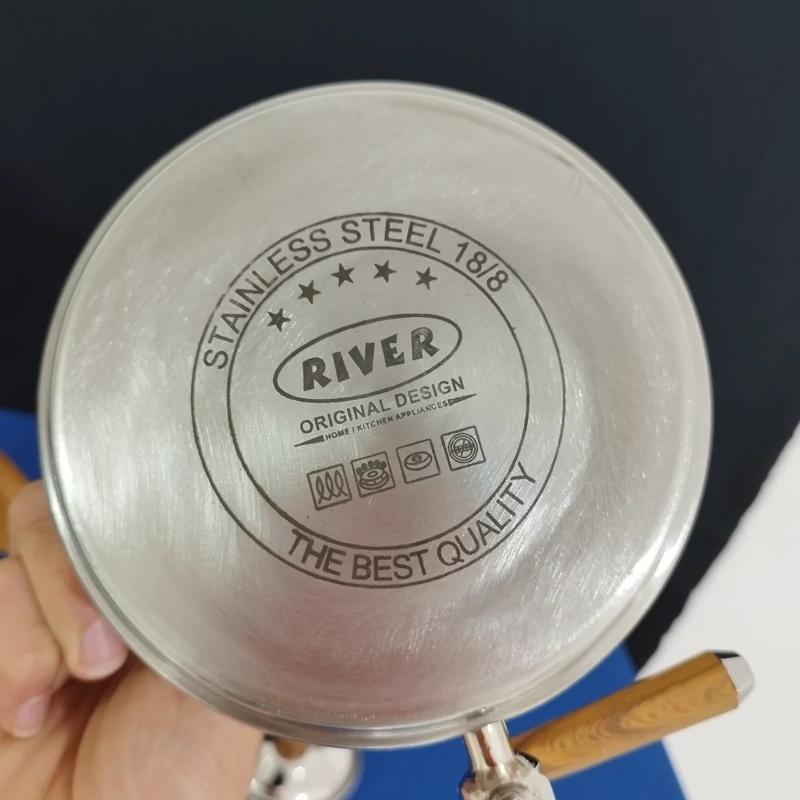 STAINLESS STEEL 18/8
RIVER
ORIGINAL DESIGN
HOME / KITCHEN APPLIANCES
THE BEST QUALITY